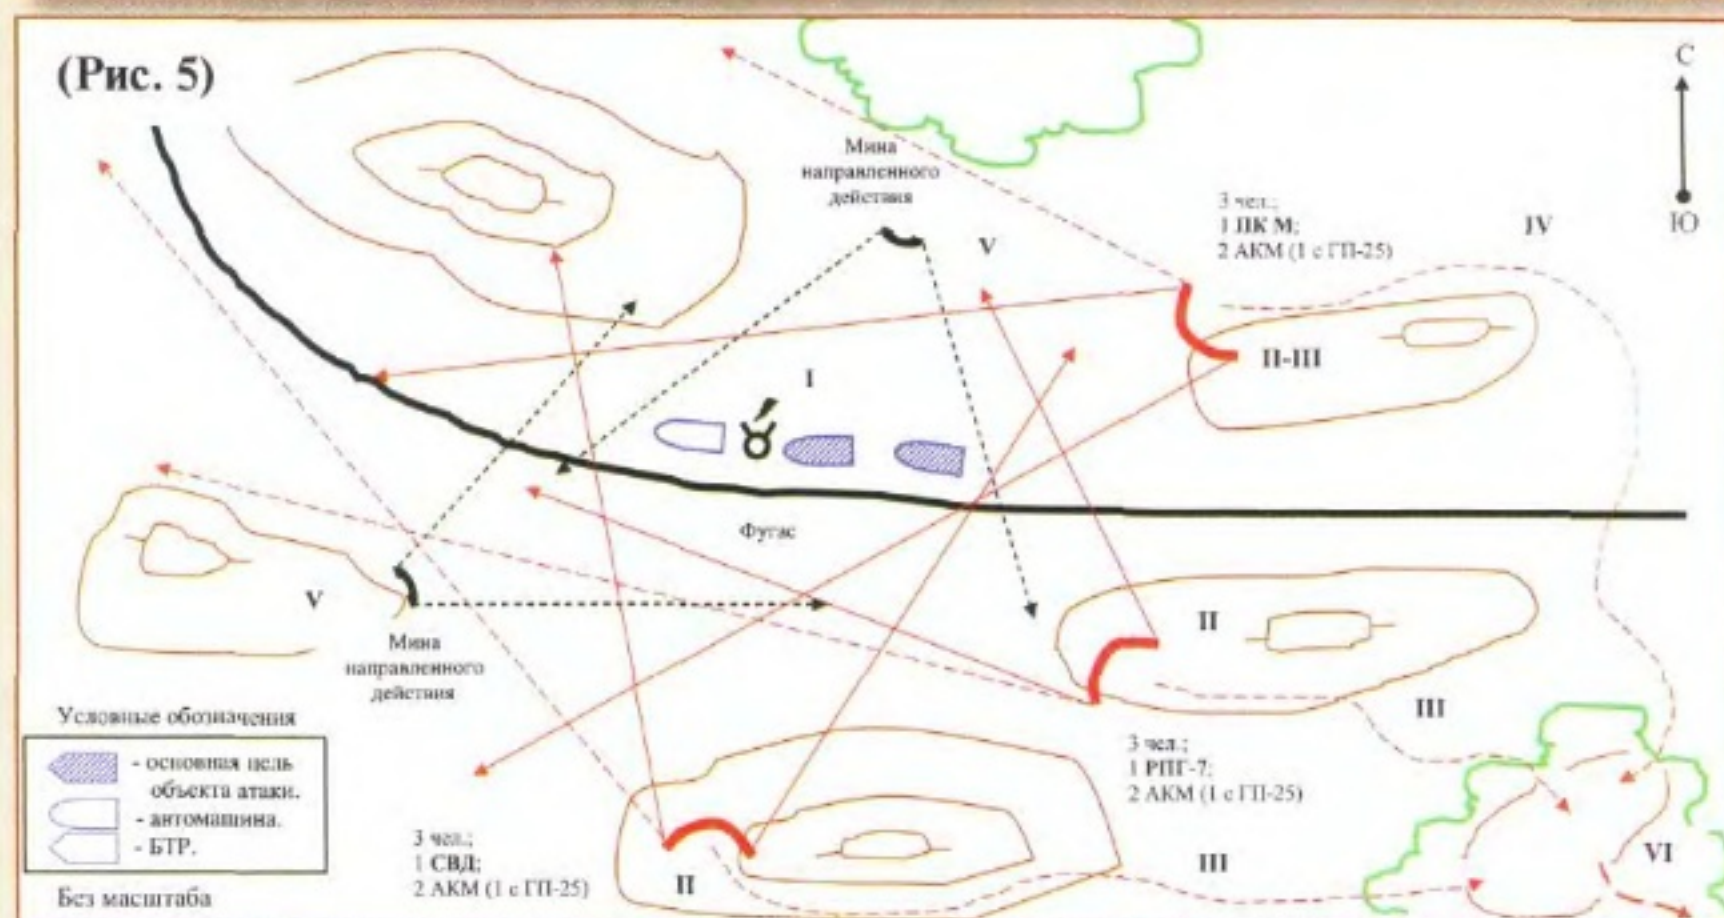 (Рис. 5)
С
Ю
Мина
направленного
действия
V
3 чел.;
1 ПК М;
2 АКМ (1 с ГП-25)
IV
II-III
I
Фугас
V
Мина
направленного
действия
II
III
3 чел.;
1 РПГ-7;
2 АКМ (1 с ГП-25)
Условные обозначения
- основная цель
объекта атаки.
- автомашина.
- БТР.
Без масштаба
3 чел.;
1 СВД;
2 АКМ (1 с ГП-25)
II
III
VI